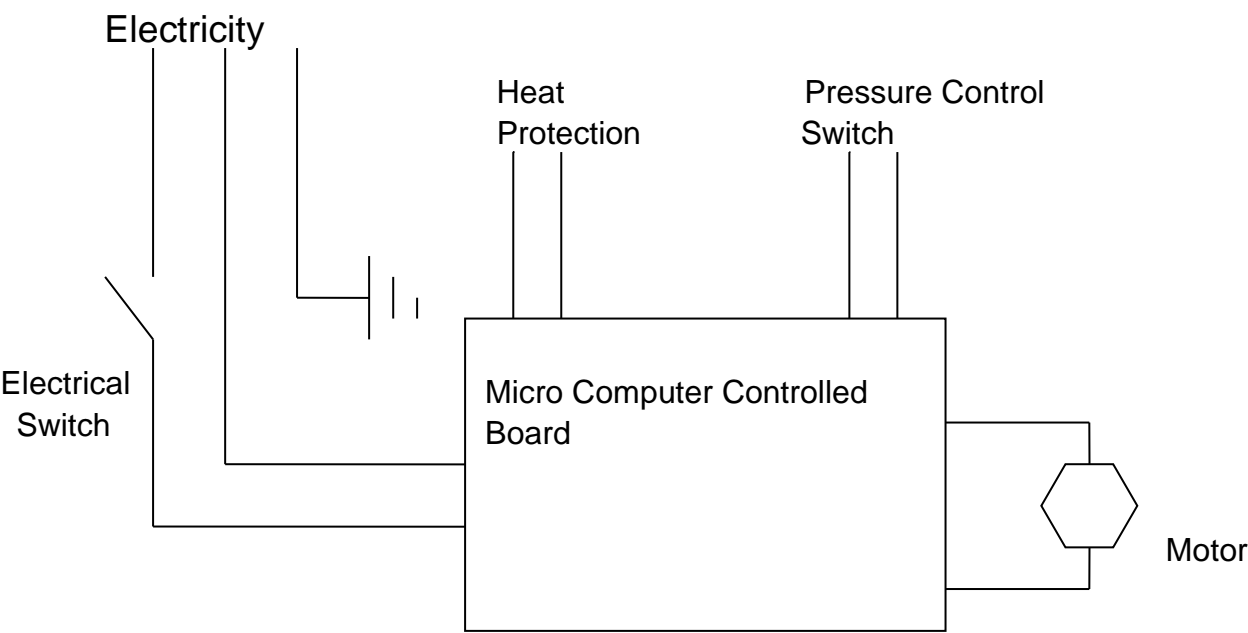 Electricity
Heat
Protection
Pressure Control
Switch
Electrical
Switch
Micro Computer Controlled
Board
Motor